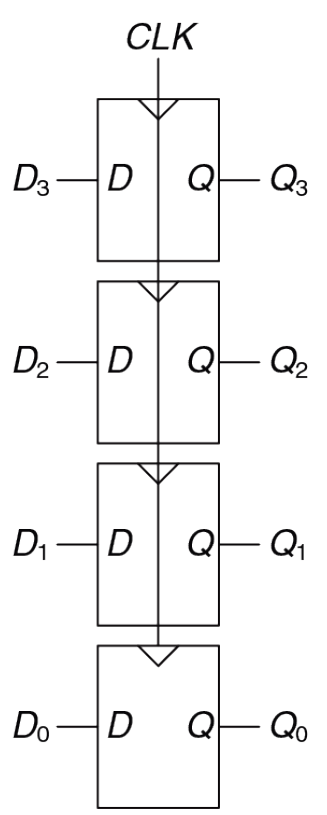 CLK
D₃ D Q Q₃
D₂ D Q Q₂
D₁ D Q Q₁
D₀ D Q Q₀